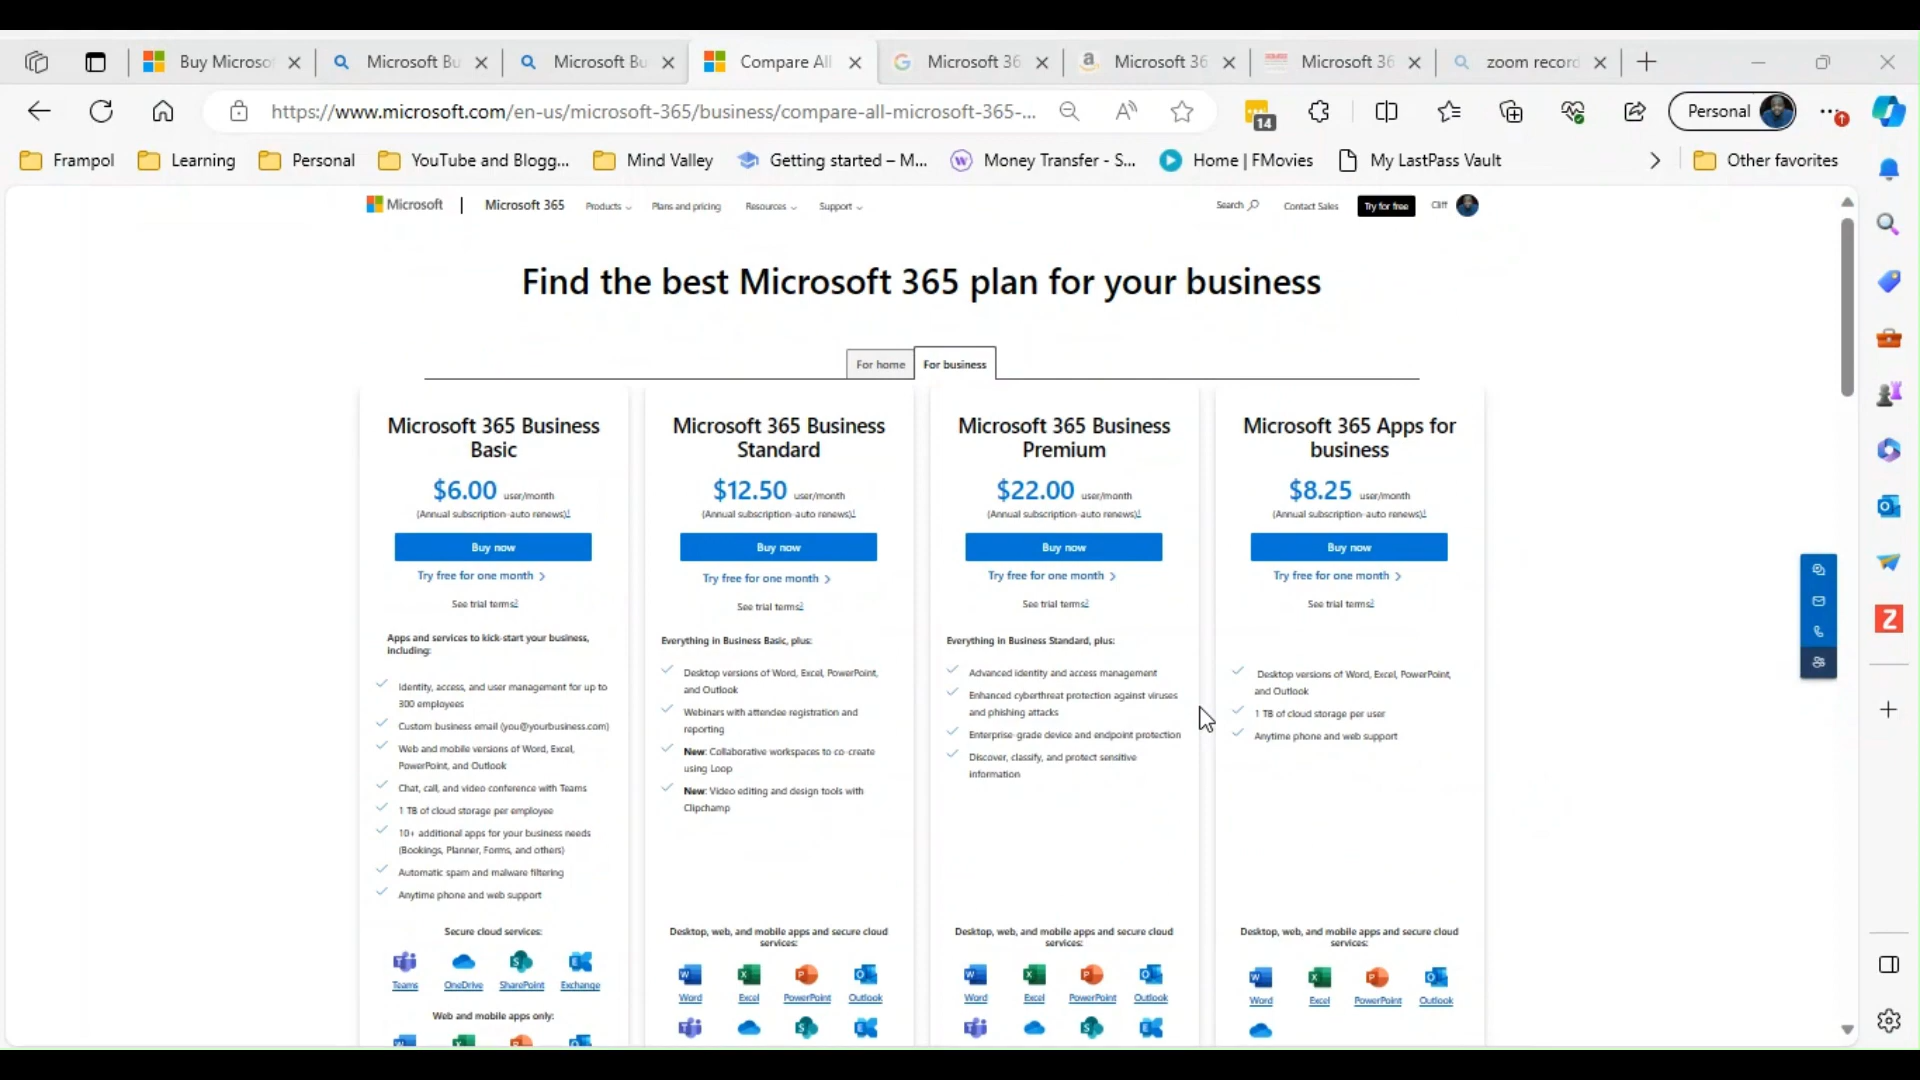 Buy Microso
Microsoft Bu
Microsoft Bu
Compare All
Microsoft 36
Microsoft 36
Microsoft 36
zoom record
https://www.microsoft.com/en-us/microsoft-365/business/compare-all-microsoft-365-...
14
Personal
Frampol
Learning
Personal
YouTube and Blogg...
Mind Valley
Getting started – M...
Money Transfer - S...
Home | FMovies
My LastPass Vault
Other favorites
Microsoft
Microsoft 365
Products
Plans and pricing
Resources
Support
Search
Contact Sales
Try for free
Cliff
Find the best Microsoft 365 plan for your business
For home
For business
Microsoft 365 Business
Basic
$6.00 user/month
(Annual subscription-auto renews)1
Buy now
Try free for one month
See trial terms2
Apps and services to kick-start your business,
including:
Identity, access, and user management for up to
300 employees
Custom business email (you@yourbusiness.com)
Web and mobile versions of Word, Excel,
PowerPoint, and Outlook
Chat, call, and video conference with Teams
1 TB of cloud storage per employee
10+ additional apps for your business needs
(Bookings, Planner, Forms, and others)
Automatic spam and malware filtering
Anytime phone and web support
Secure cloud services:
Teams
OneDrive
SharePoint
Exchange
Web and mobile apps only:
Microsoft 365 Business
Standard
$12.50 user/month
(Annual subscription-auto renews)1
Buy now
Try free for one month
See trial terms2
Everything in Business Basic, plus:
Desktop versions of Word, Excel, PowerPoint,
and Outlook
Webinars with attendee registration and
reporting
New: Collaborative workspaces to co-create
using Loop
New: Video editing and design tools with
Clipchamp
Desktop, web, and mobile apps and secure cloud
services:
Word
Excel
PowerPoint
Outlook
Microsoft 365 Business
Premium
$22.00 user/month
(Annual subscription-auto renews)1
Buy now
Try free for one month
See trial terms2
Everything in Business Standard, plus:
Advanced identity and access management
Enhanced cyberthreat protection against viruses
and phishing attacks
Enterprise-grade device and endpoint protection
Discover, classify, and protect sensitive
information
Desktop, web, and mobile apps and secure cloud
services:
Word
Excel
PowerPoint
Outlook
Microsoft 365 Apps for
business
$8.25 user/month
(Annual subscription-auto renews)1
Buy now
Try free for one month
See trial terms2
Desktop versions of Word, Excel, PowerPoint,
and Outlook
1 TB of cloud storage per user
Anytime phone and web support
Desktop, web, and mobile apps and secure cloud
services:
Word
Excel
PowerPoint
Outlook